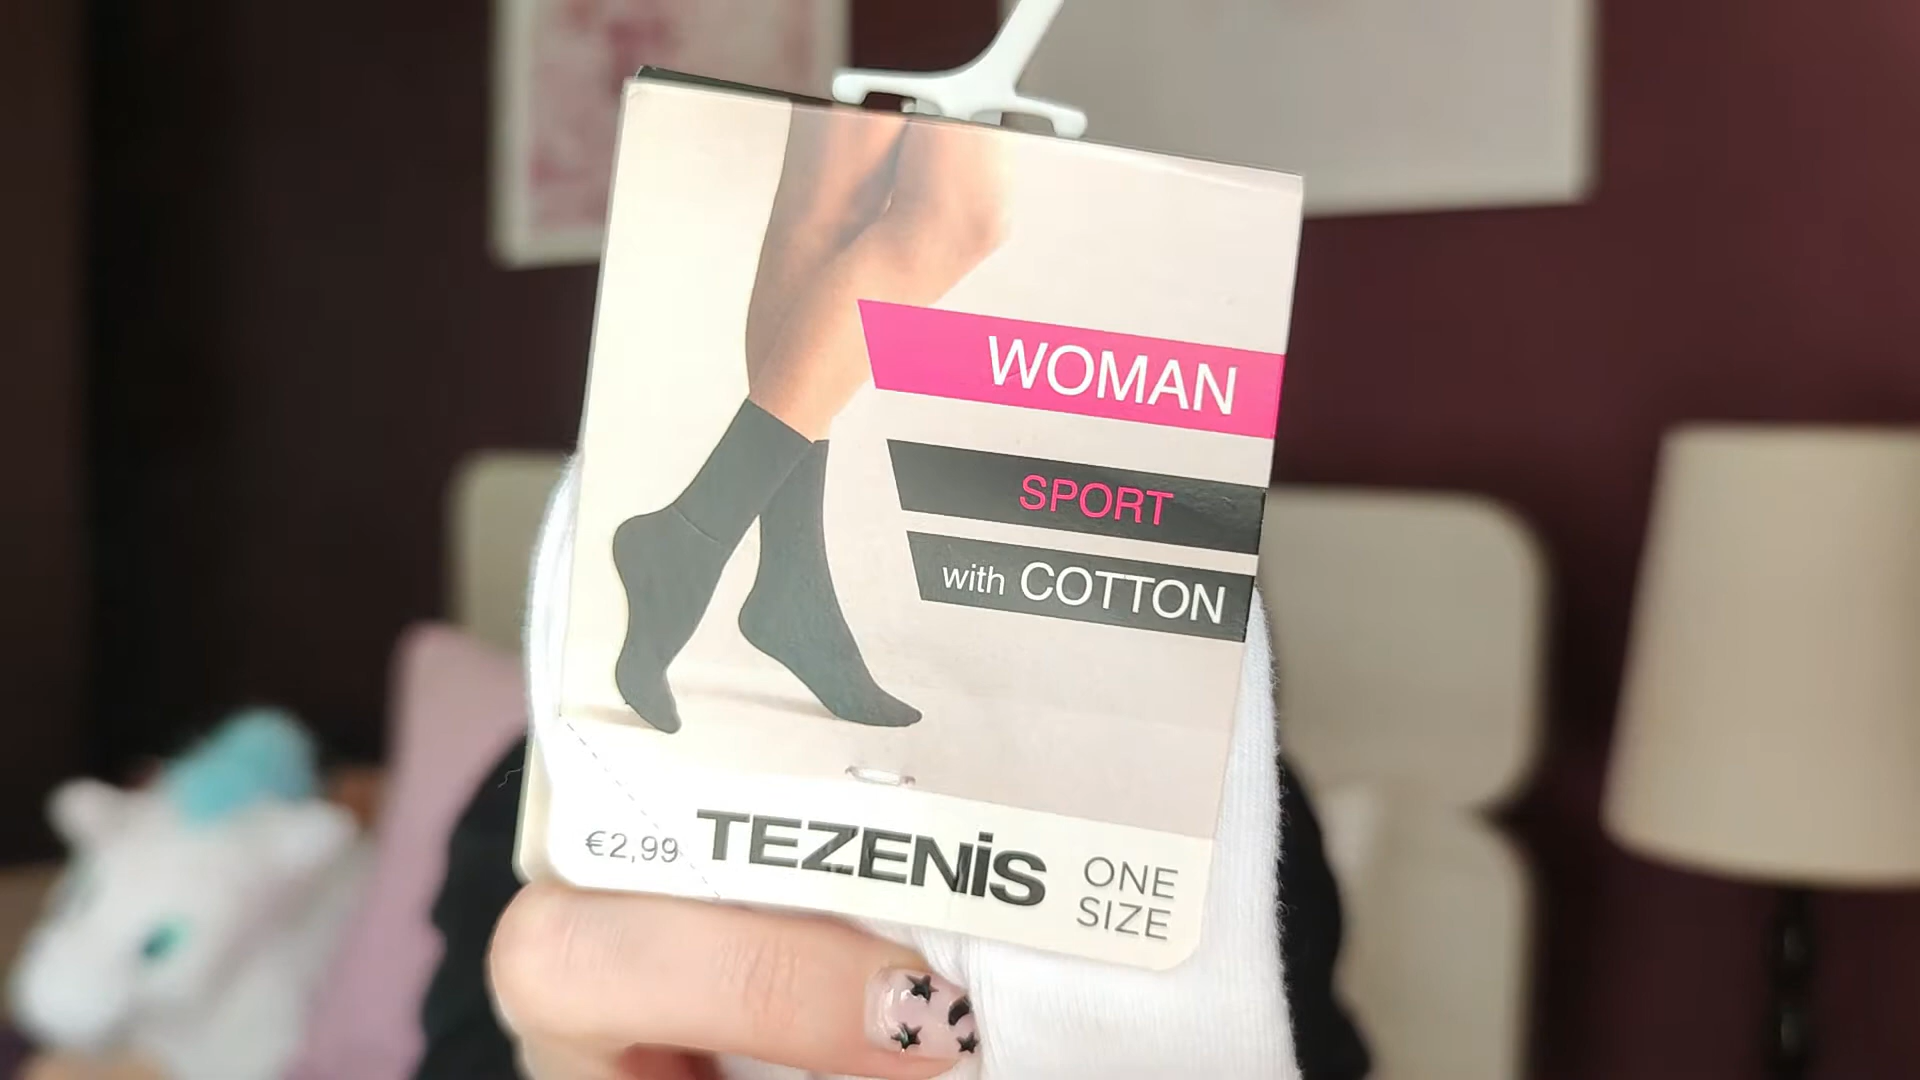 WOMAN
SPORT
with COTTON
€2,99 TEZENiS ONE
SIZE